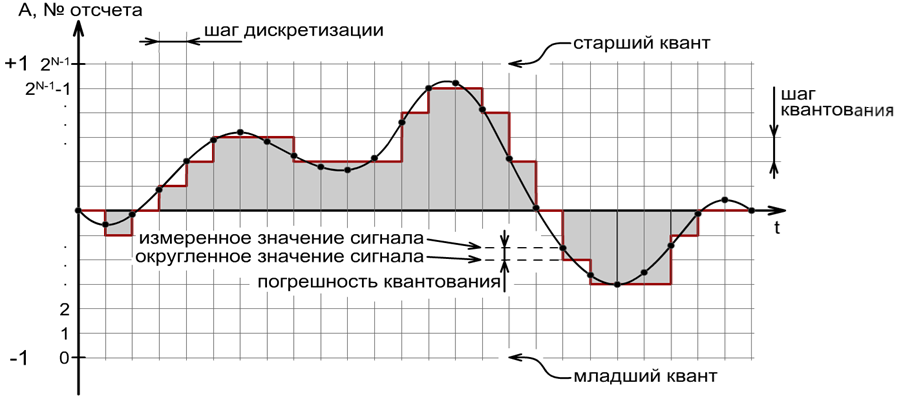 A, № отсчета
шаг дискретизации
+1 2N-1
старший квант
2N-1-1
шаг
квантования
t
измеренное значение сигнала
округленное значение сигнала
погрешность квантования
2
1
-1 0
младший квант